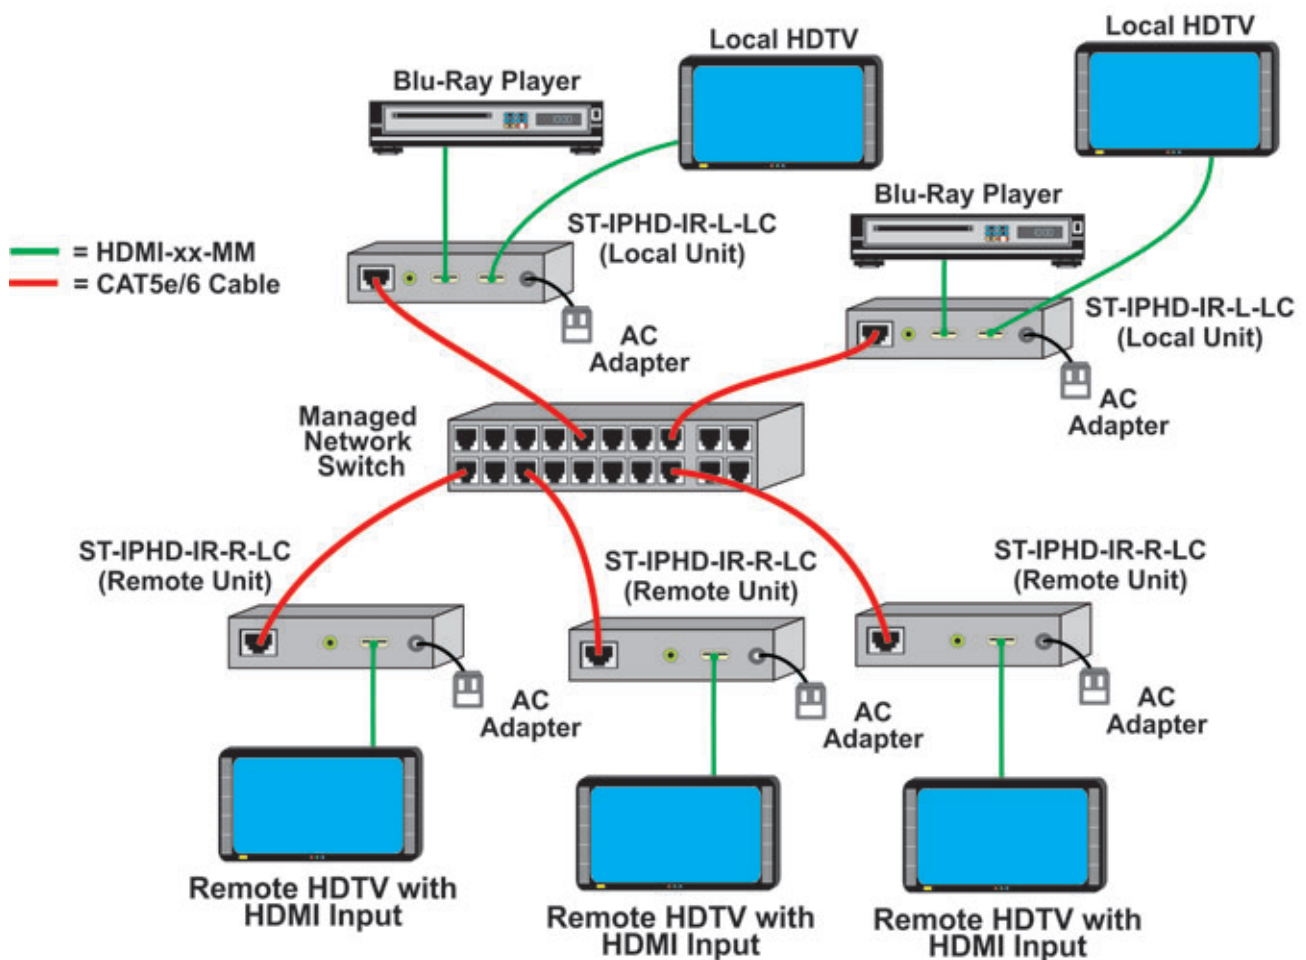 Local HDTV
Local HDTV
Blu-Ray Player
Blu-Ray Player
ST-IPHD-IR-L-LC
(Local Unit)
= HDMI-xx-MM
= CAT5e/6 Cable
ST-IPHD-IR-L-LC
(Local Unit)
AC
Adapter
AC
Adapter
Managed
Network
Switch
ST-IPHD-IR-R-LC
(Remote Unit)
ST-IPHD-IR-R-LC
(Remote Unit)
ST-IPHD-IR-R-LC
(Remote Unit)
AC
Adapter
AC
Adapter
AC
Adapter
Remote HDTV with
HDMI Input
Remote HDTV with
HDMI Input
Remote HDTV with
HDMI Input